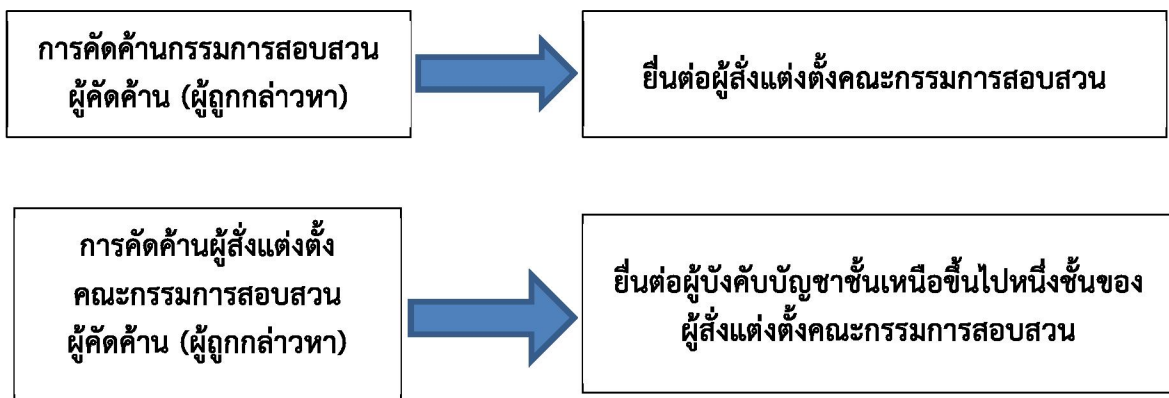 การคัดค้านกรรมการสอบสวน
ผู้คัดค้าน (ผู้ถูกกล่าวหา)
ยื่นต่อผู้สั่งแต่งตั้งคณะกรรมการสอบสวน
การคัดค้านผู้สั่งแต่งตั้ง
คณะกรรมการสอบสวน
ผู้คัดค้าน (ผู้ถูกกล่าวหา)
ยื่นต่อผู้บังคับบัญชาชั้นเหนือขึ้นไปหนึ่งชั้นของ
ผู้สั่งแต่งตั้งคณะกรรมการสอบสวน